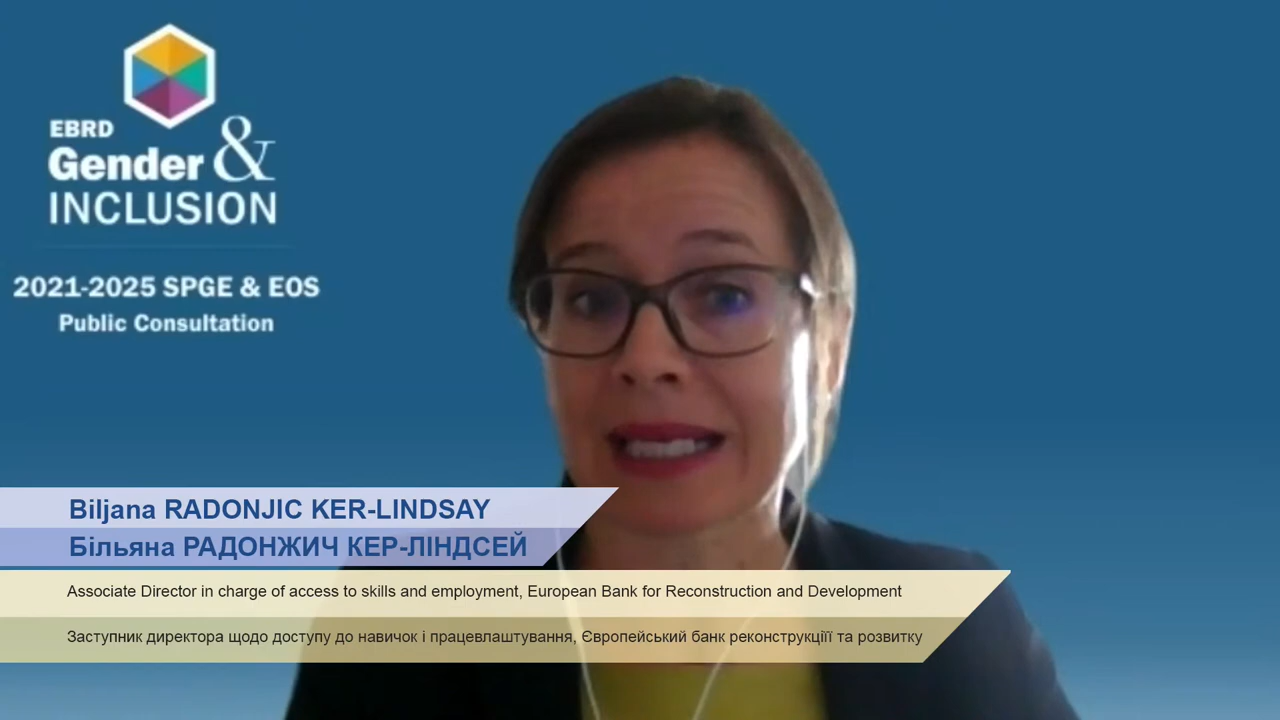 EBRD
Gender &
INCLUSION
2021-2025 SPGE & EOS
Public Consultation
Biljana RADONJIC KER-LINDSAY
Більяна РАДОНЖИЧ КЕР-ЛІНДСЕЙ
Associate Director in charge of access to skills and employment, European Bank for Reconstruction and Development
Заступник директора щодо доступу до навичок і працевлаштування, Європейський банк реконструкціїї та розвитку